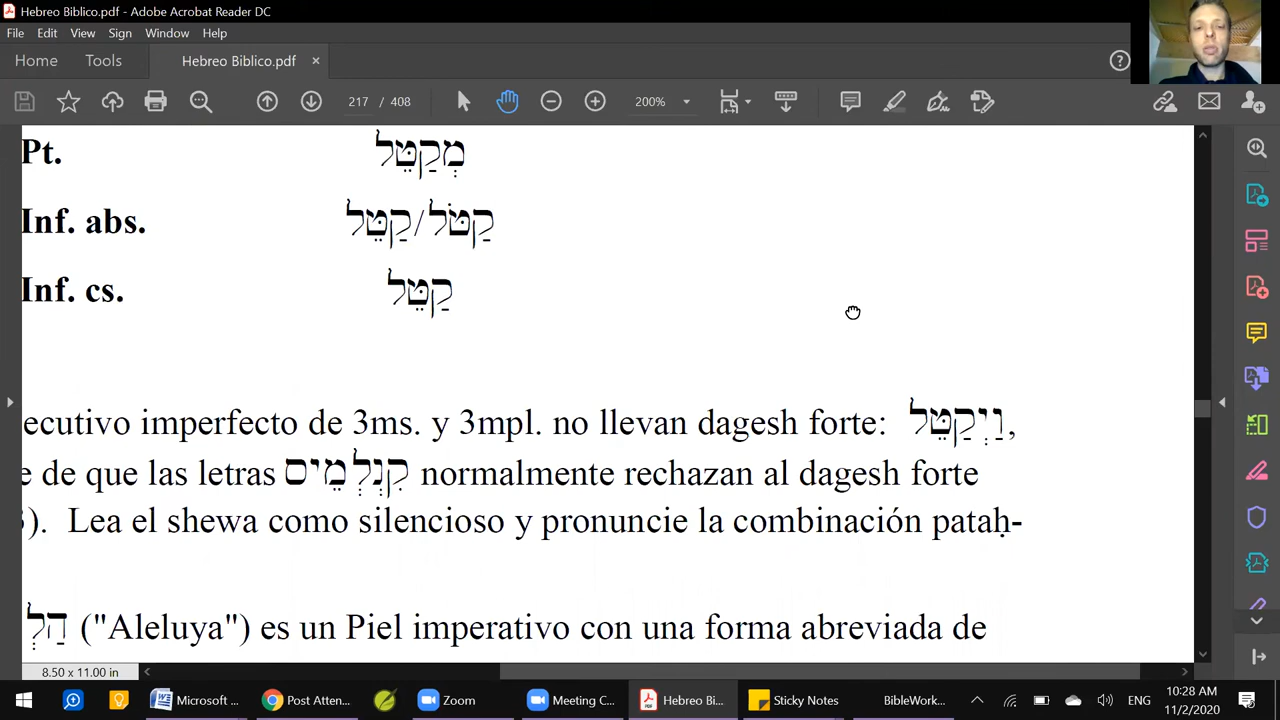 Hebreo Biblico.pdf - Adobe Acrobat Reader DC
File Edit View Sign Window Help
Home Tools Hebreo Biblico.pdf ×
217 / 408 200%
Pt. מְקַטֵּל
Inf. abs. קַטֹּל/קַטֵּל
Inf. cs. קַטֵּל
ecutivo imperfecto de 3ms. y 3mpl. no llevan dagesh forte: וַיְקַטֵּל,
e de que las letras קִנְלְמֵיס normalmente rechazan al dagesh forte
). Lea el shewa como silencioso y pronuncie la combinación pataḥ-
הַלְ ("Aleluya") es un Piel imperativo con una forma abreviada de
8.50 x 11.00 in
Microsoft ... Post Atten... Zoom Meeting C... Hebreo Bi... Sticky Notes BibleWork... ENG 10:28 AM
11/2/2020